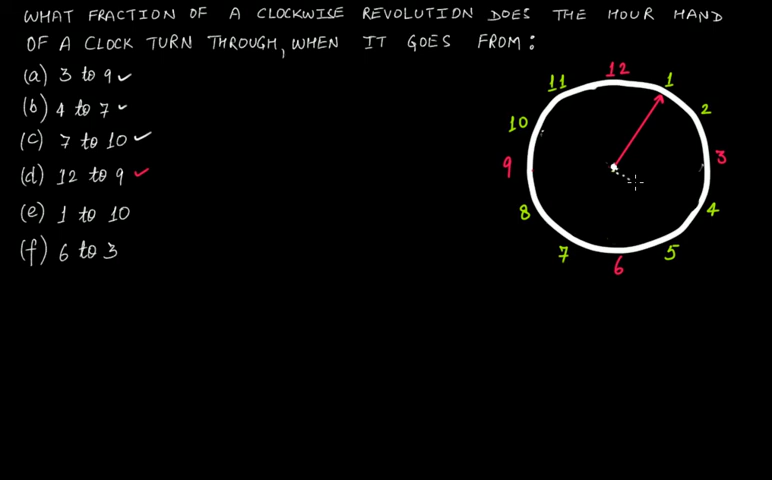 WHAT FRACTION OF A CLOCKWISE REVOLUTION DOES THE HOUR HAND
OF A CLOCK TURN THROUGH, WHEN IT GOES FROM:
(a) 3 to 9 ✓
(b) 4 to 7 ✓
(c) 7 to 10 ✓
(d) 12 to 9 ✓
(e) 1 to 10
(f) 6 to 3
12
1
2
3
4
5
6
7
8
9
10
11